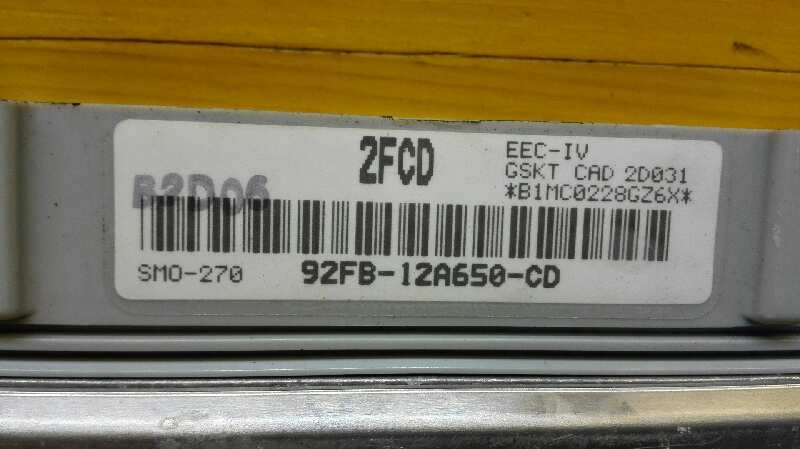 2FCD
EEC-IV
GSKT CAD 2D031
*B1MC0228GZ6X*
B2D06
SMO-270
92FB-12A650-CD